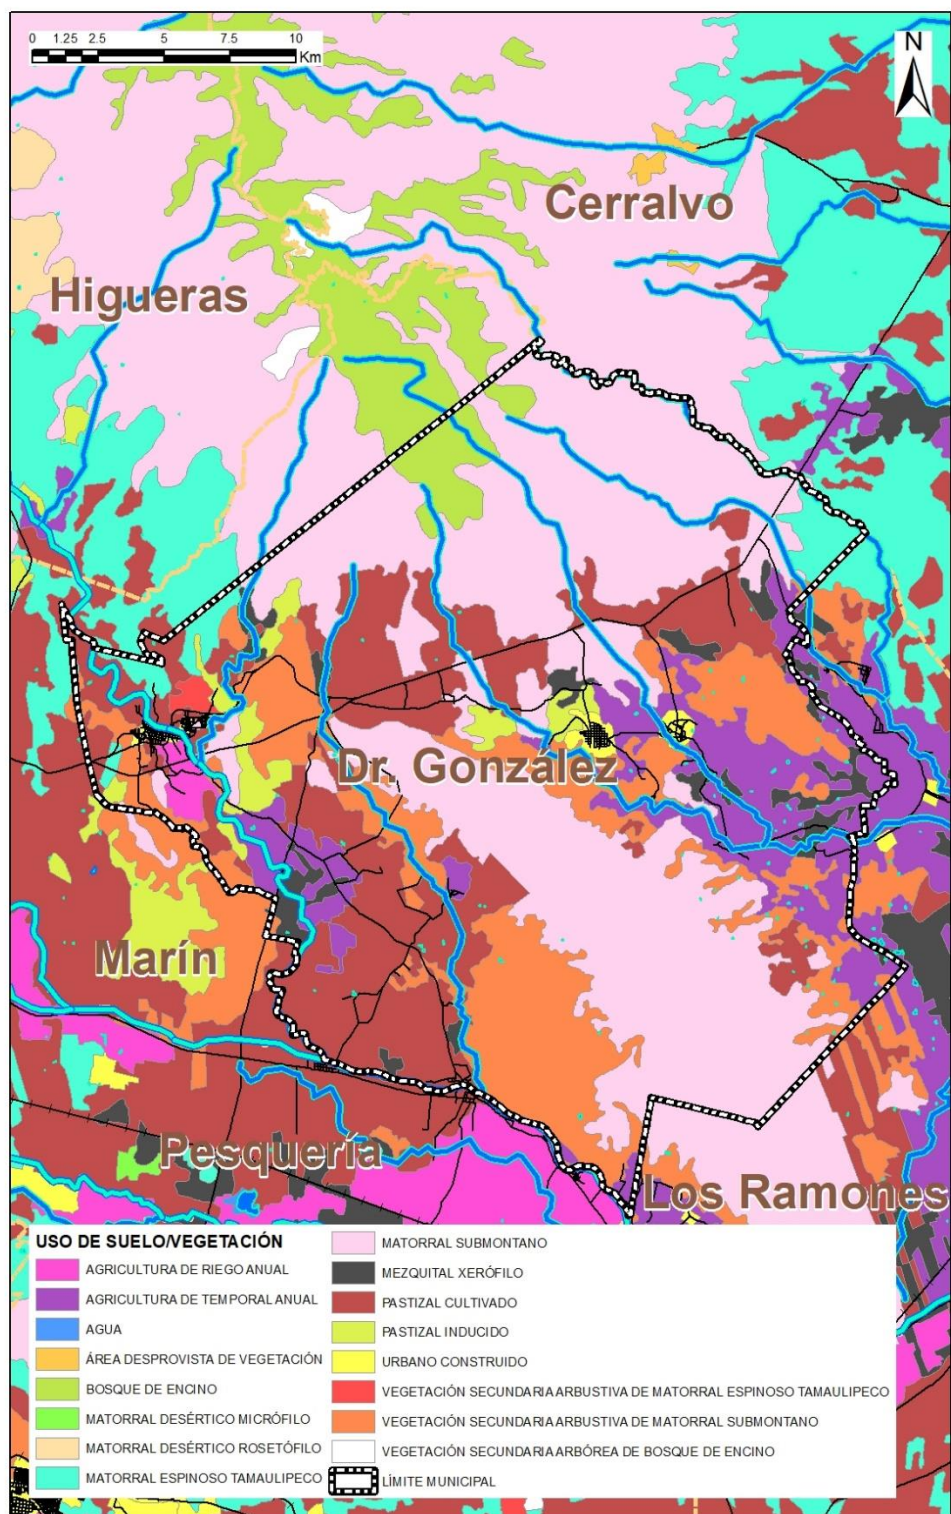 0 1.25 2.5 5 7.5 10
Km
N
Cerralvo
Higueras
Dr. González
Marín
Pesquería
Los Ramones
USO DE SUELO/VEGETACIÓN
AGRICULTURA DE RIEGO ANUAL
AGRICULTURA DE TEMPORAL ANUAL
AGUA
ÁREA DESPROVISTA DE VEGETACIÓN
BOSQUE DE ENCINO
MATORRAL DESÉRTICO MICRÓFILO
MATORRAL DESÉRTICO ROSETÓFILO
MATORRAL ESPINOSO TAMAULIPECO
MATORRAL SUBMONTANO
MEZQUITAL XERÓFILO
PASTIZAL CULTIVADO
PASTIZAL INDUCIDO
URBANO CONSTRUIDO
VEGETACIÓN SECUNDARIA ARBUSTIVA DE MATORRAL ESPINOSO TAMAULIPECO
VEGETACIÓN SECUNDARIA ARBUSTIVA DE MATORRAL SUBMONTANO
VEGETACIÓN SECUNDARIA ARBÓREA DE BOSQUE DE ENCINO
LÍMITE MUNICIPAL